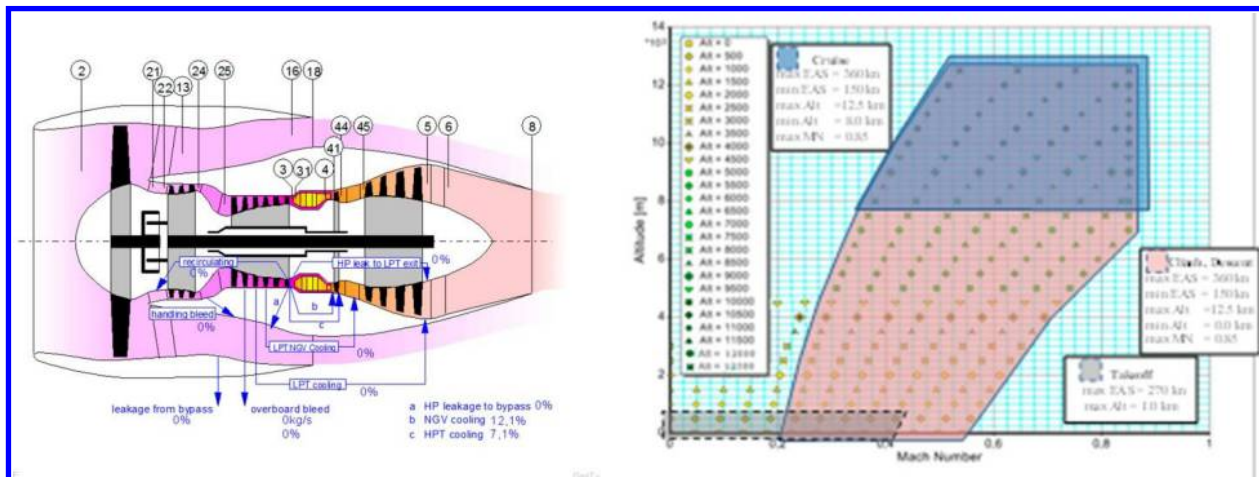 2
21
22
13
24
25
16
18
44
45
41
3
31
4
5
6
8
recirculating
0%
HP leak to LPT exit
0%
handling bleed
0%
a
b
c
LPT NGV Cooling
0%
LPT cooling
0%
leakage from bypass
0%
overboard bleed
0kg/s
0%
a HP leakage to bypass 0%
b NGV cooling 12,1%
c HPT cooling 7,1%
14
12
10
8
6
4
2
0
Altitude [m]
0
0.2
0.4
0.6
0.8
1
Mach Number
Alt = 0
Alt = 500
Alt = 1000
Alt = 1500
Alt = 2000
Alt = 2500
Alt = 3000
Alt = 3500
Alt = 4000
Alt = 4500
Alt = 5000
Alt = 5500
Alt = 6000
Alt = 6500
Alt = 7000
Alt = 7500
Alt = 8000
Alt = 8500
Alt = 9000
Alt = 9500
Alt = 10000
Alt = 10500
Alt = 11000
Alt = 11500
Cruise
max EAS = 360 kn
min EAS = 150 kn
max Alt =12.5 km
min Alt = 8.0 km
max MN = 0.85
Climb, Descent
max EAS = 360
min EAS = 150
max Alt =12.5
min Alt = 0.0 km
max MN = 0.85
Takeoff
max EAS = 270 kn
max Alt = 1.0 km